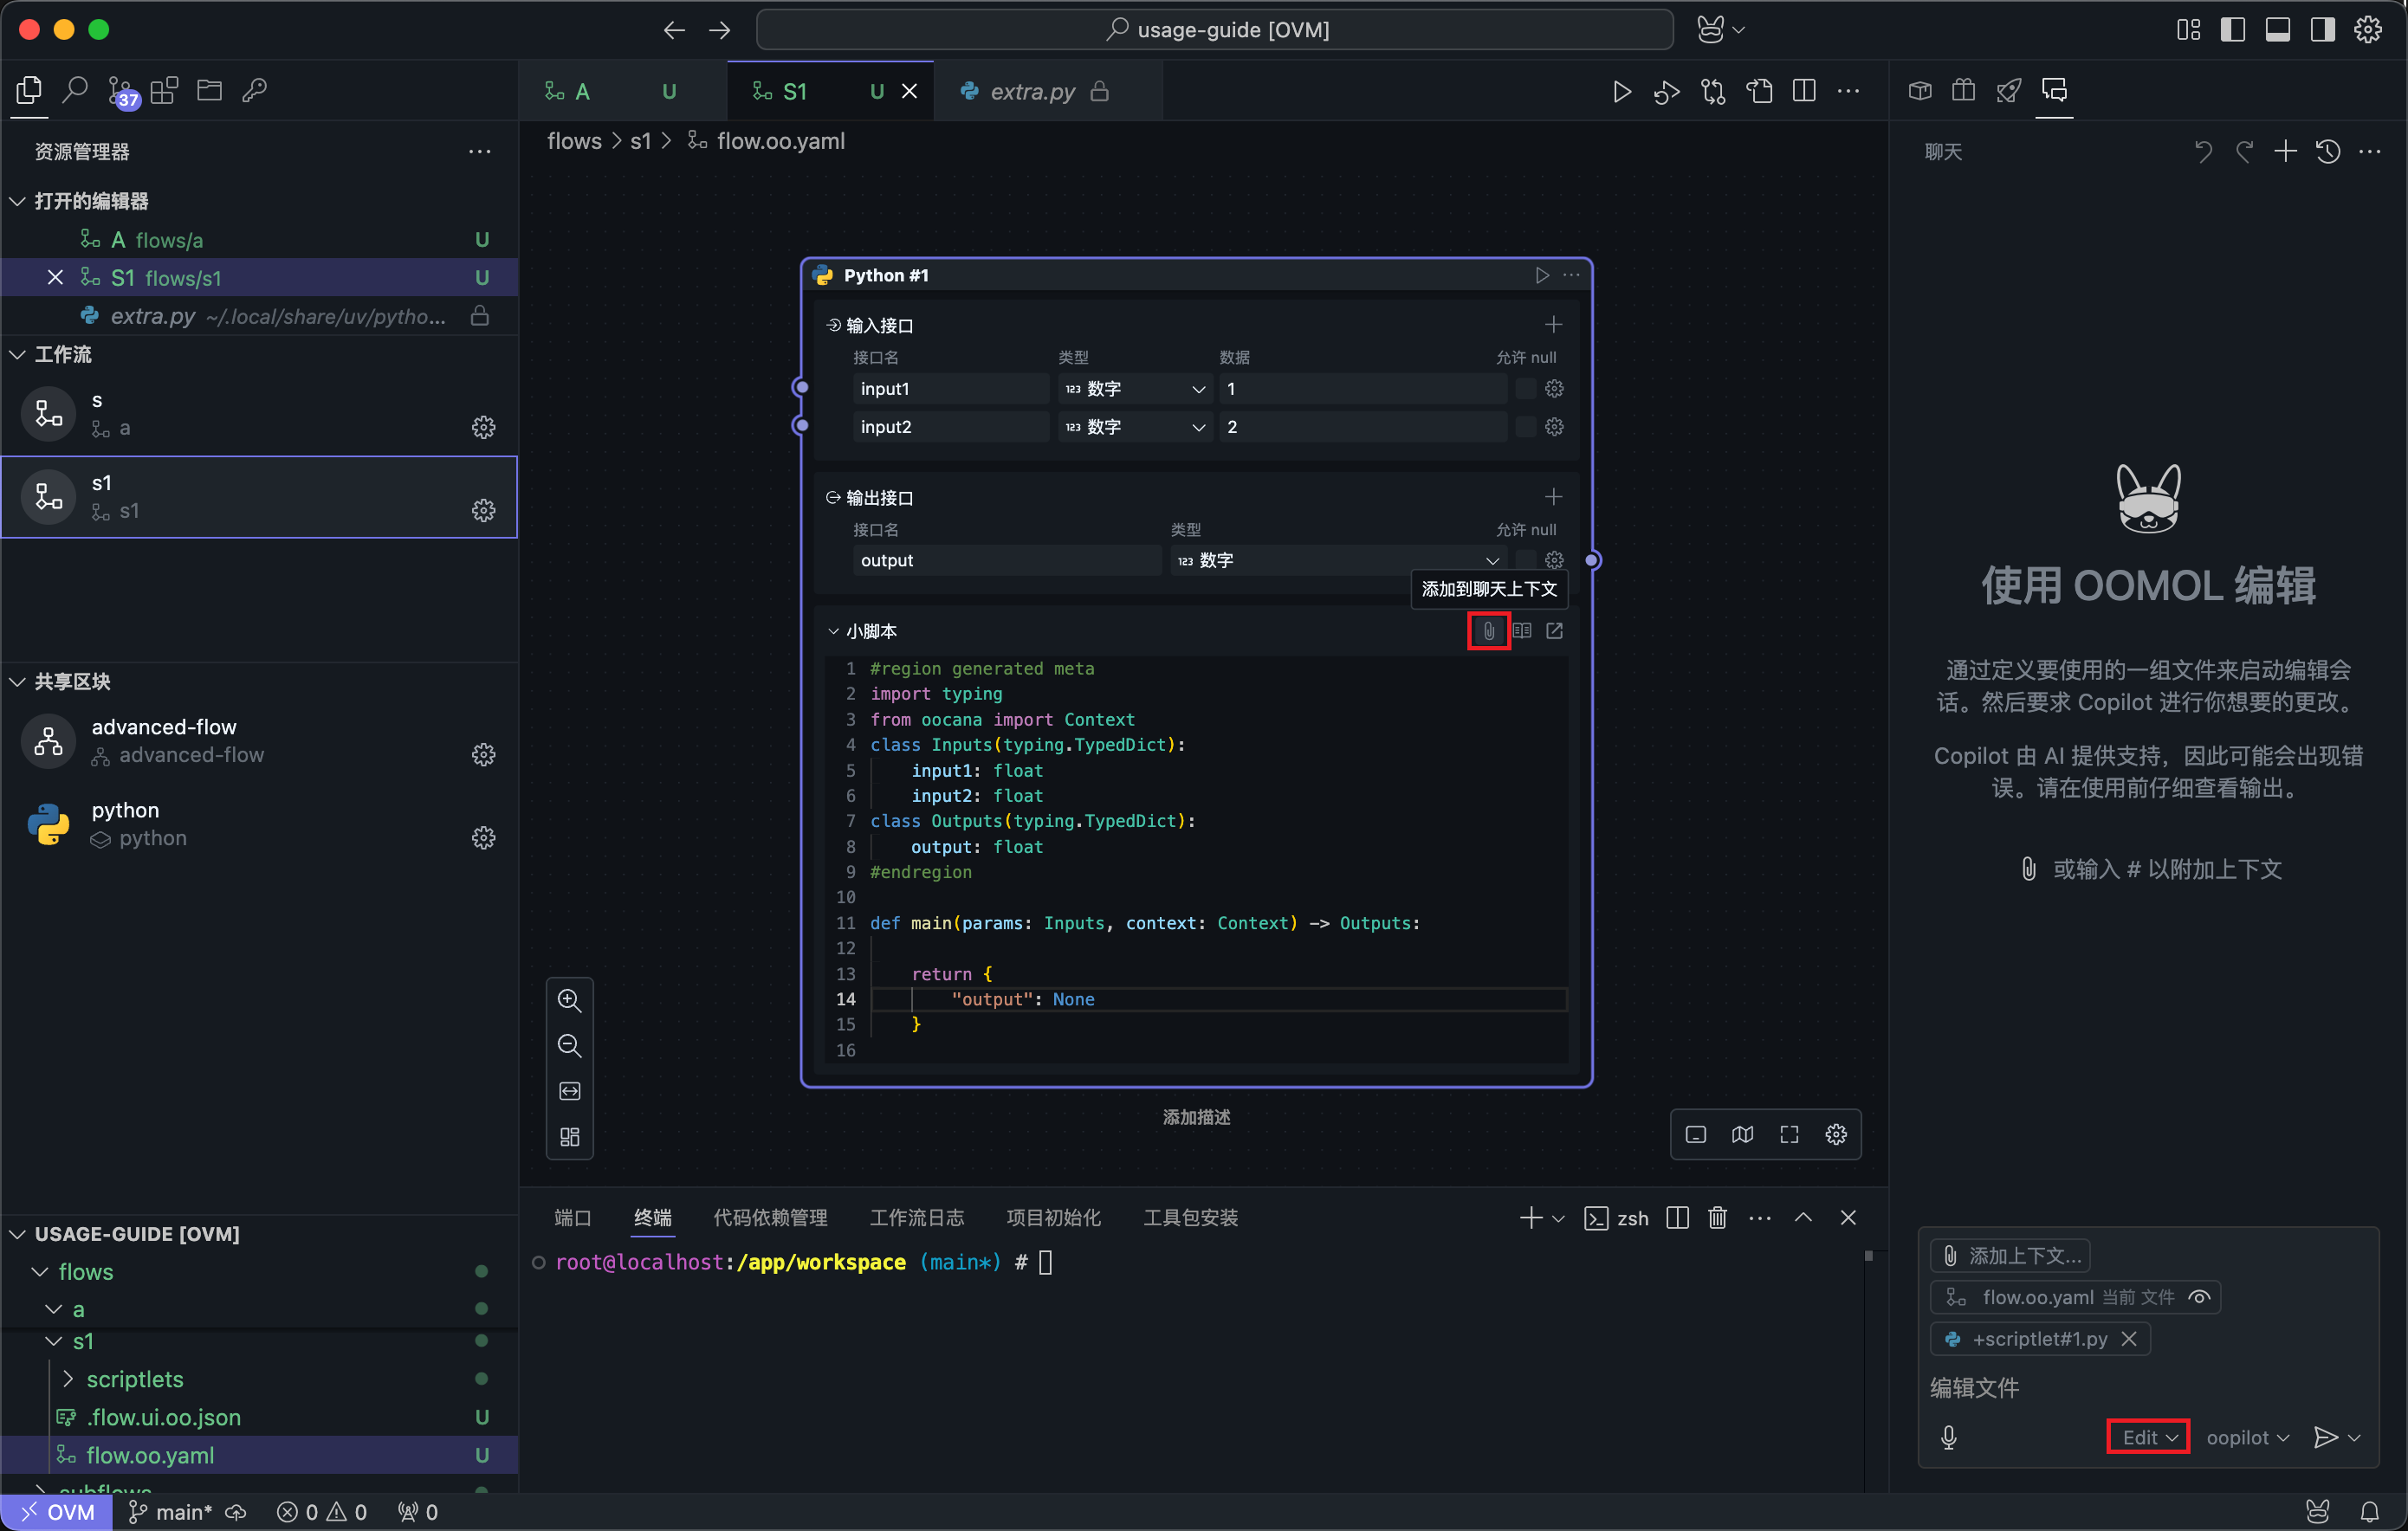 usage-guide [OVM]
37
A U
S1 U
extra.py
资源管理器
打开的编辑器
A flows/a U
S1 flows/s1 U
extra.py ~/.local/share/uv/pytho...
工作流
s
a
s1
s1
共享区块
advanced-flow
advanced-flow
python
python
USAGE-GUIDE [OVM]
flows
a
s1
scriptlets
.flow.ui.oo.json U
flow.oo.yaml U
subflows
flows > s1 > flow.oo.yaml
Python #1
输入接口
接口名 类型 数据 允许 null
input1 123 数字 1
input2 123 数字 2
输出接口
接口名 类型 允许 null
output 123 数字
添加到聊天上下文
小脚本
1 #region generated meta
2 import typing
3 from oocana import Context
4 class Inputs(typing.TypedDict):
5 input1: float
6 input2: float
7 class Outputs(typing.TypedDict):
8 output: float
9 #endregion
10
11 def main(params: Inputs, context: Context) -> Outputs:
12
13 return {
14 "output": None
15 }
16
添加描述
端口 终端 代码依赖管理 工作流日志 项目初始化 工具包安装 zsh
root@localhost:/app/workspace (main*) #
聊天
使用 OOMOL 编辑
通过定义要使用的一组文件来启动编辑会
话。然后要求 Copilot 进行你想要的更改。
Copilot 由 AI 提供支持，因此可能会出现错
误。请在使用前仔细查看输出。
或输入 # 以附加上下文
添加上下文...
flow.oo.yaml 当前 文件
+scriptlet#1.py
编辑文件
Edit oopilot
OVM main* 0 0 0